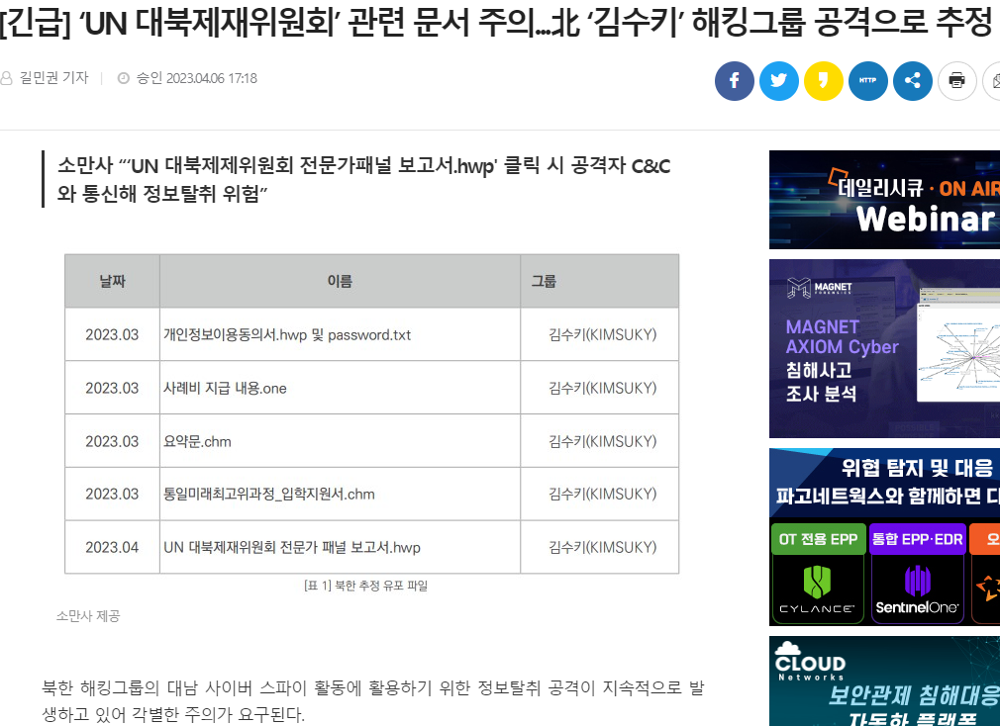 [긴급] ‘UN 대북제재위원회’ 관련 문서 주의...北 ‘김수키’ 해킹그룹 공격으로 추정
길민권 기자
승인 2023.04.06 17:18
HTTP
소만사 “‘UN 대북제제위원회 전문가패널 보고서.hwp' 클릭 시 공격자 C&C
와 통신해 정보탈취 위험”
날짜 이름 그룹
2023.03 개인정보이용동의서.hwp 및 password.txt 김수키(KIMSUKY)
2023.03 사례비 지급 내용.one 김수키(KIMSUKY)
2023.03 요약문.chm 김수키(KIMSUKY)
2023.03 통일미래최고위과정_입학지원서.chm 김수키(KIMSUKY)
2023.04 UN 대북제재위원회 전문가 패널 보고서.hwp 김수키(KIMSUKY)
[표 1] 북한 추정 유포 파일
소만사 제공
북한 해킹그룹의 대남 사이버 스파이 활동에 활용하기 위한 정보탈취 공격이 지속적으로 발
생하고 있어 각별한 주의가 요구된다.
데일리시큐 · ON AIR
Webinar
MAGNET
FORENSICS
MAGNET
AXIOM Cyber
침해사고
조사 분석
위협 탐지 및 대응
파고네트웍스와 함께하면 다
OT 전용 EPP
통합 EPP·EDR
오
CYLANCE
SentinelOne
CLOUD
Networks
보안관제 침해대응
자동화 플랫폼